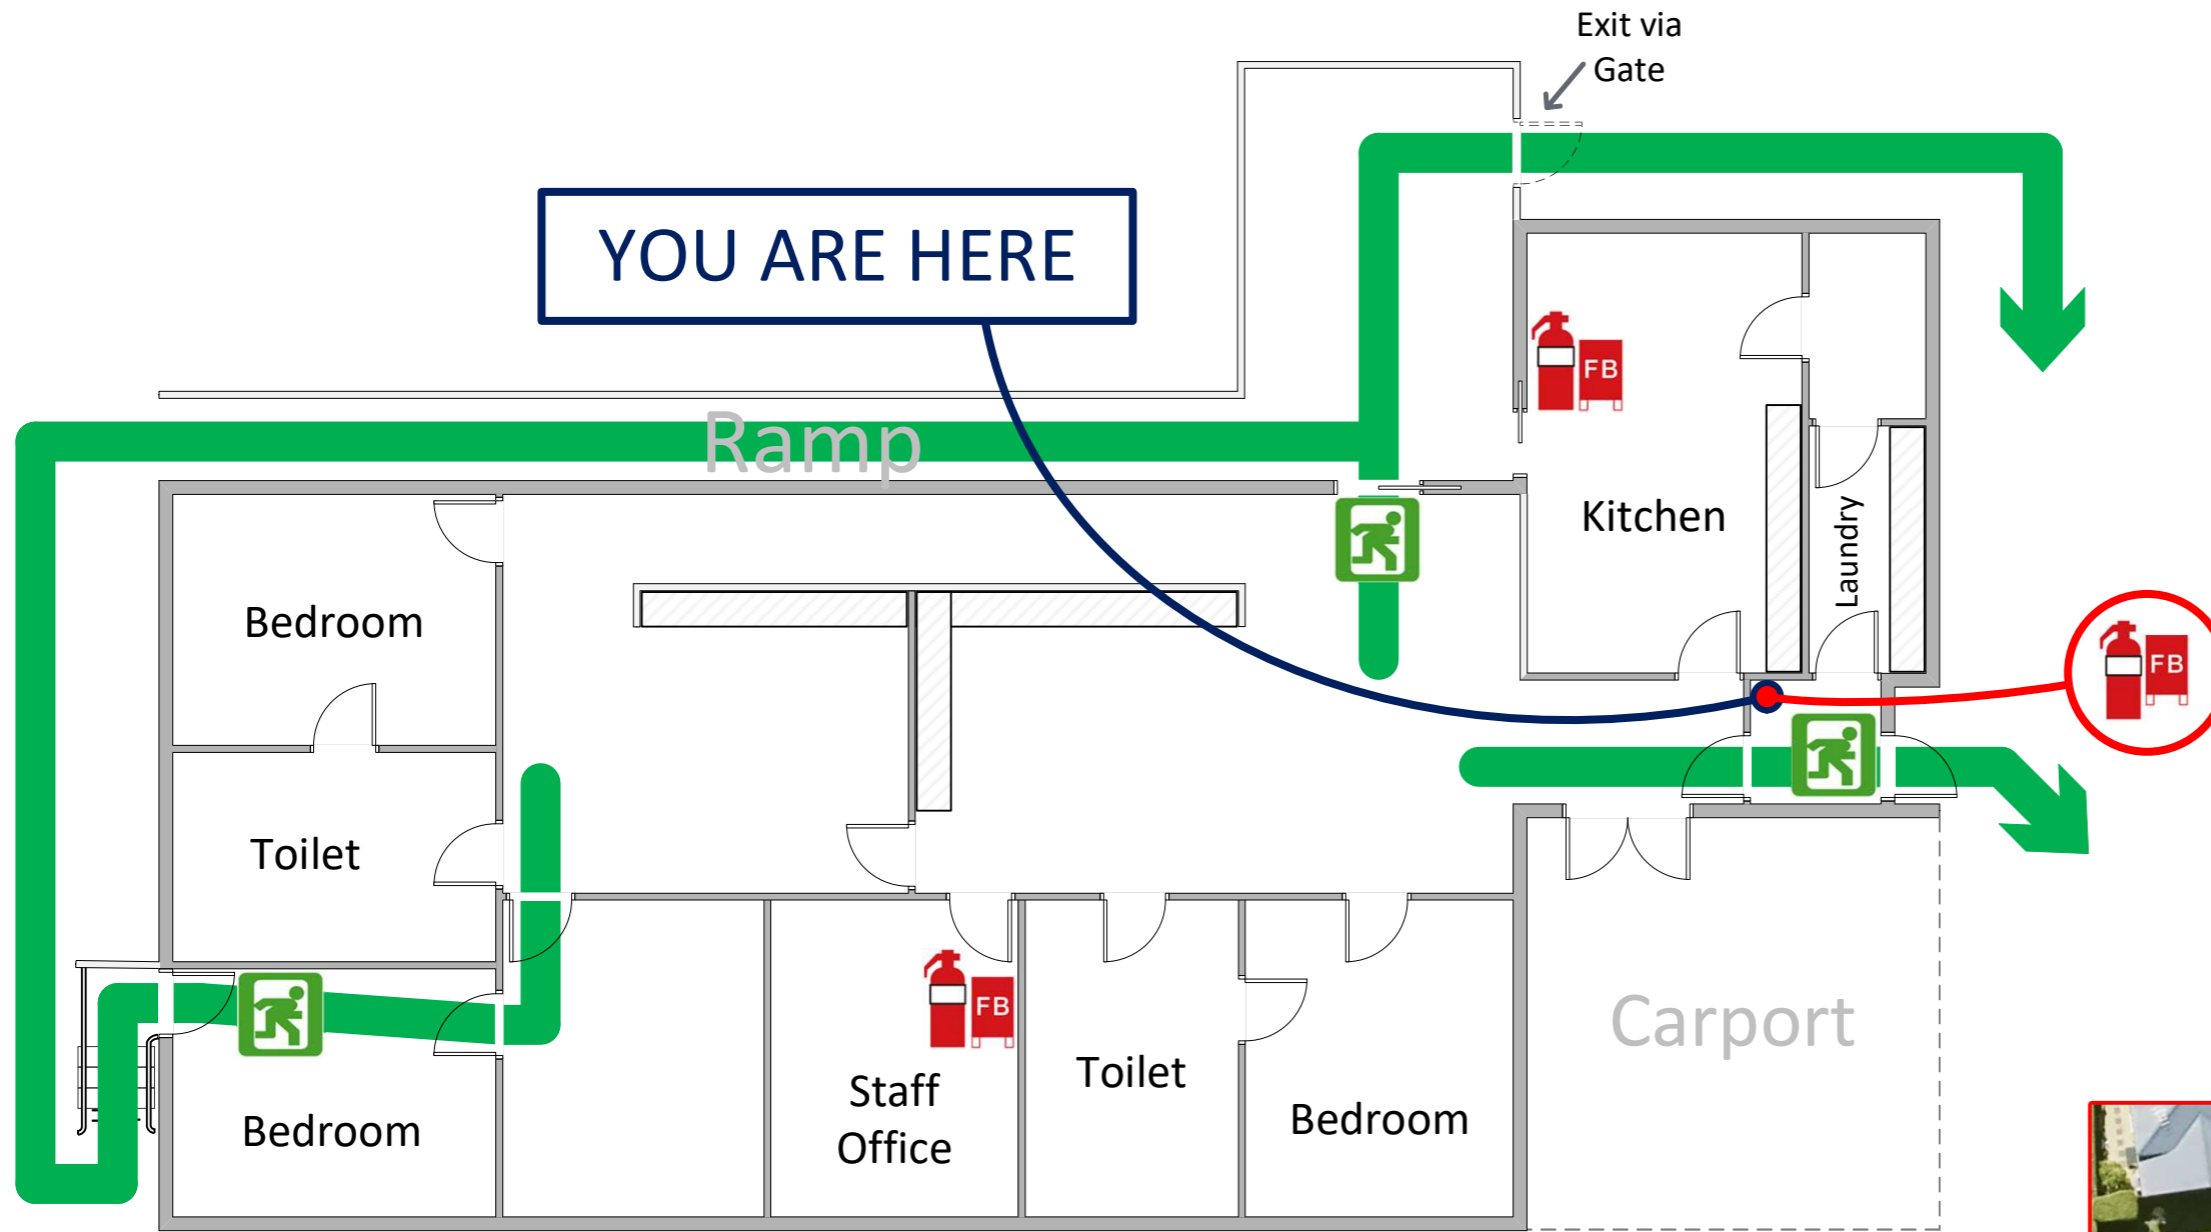 Exit via
Gate
YOU ARE HERE
FB
Ramp
Kitchen
Laundry
Bedroom
FB
Toilet
FB
Staff
Office
Toilet
Carport
Bedroom
Bedroom